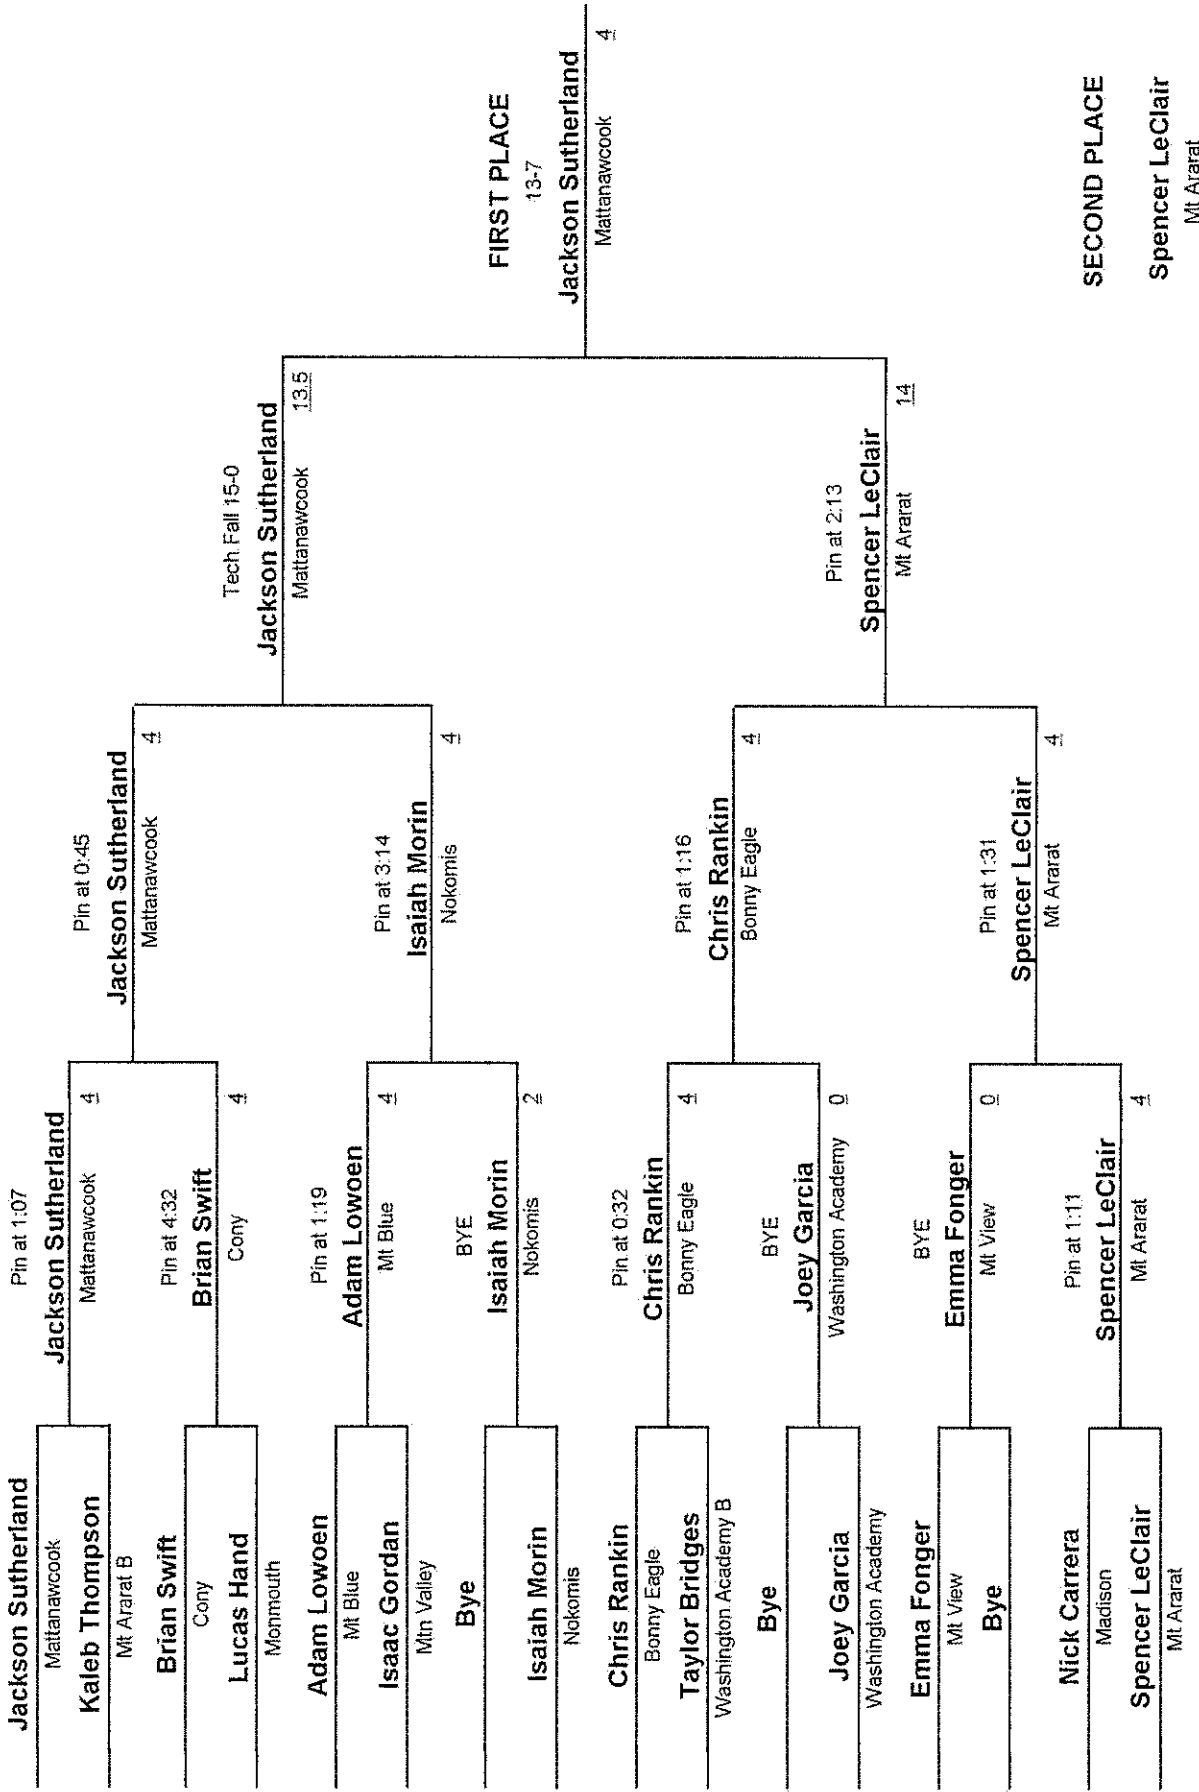 Jackson Sutherland
Mattanawcook
Kaleb Thompson
Mt Ararat B
Brian Swift
Cony
Lucas Hand
Monmouth
Adam Lowoen
Mt Blue
Isaac Gordan
Mtn Valley
Bye
Isaiah Morin
Nokomis
Chris Rankin
Bonny Eagle
Taylor Bridges
Washington Academy B
Bye
Joey Garcia
Washington Academy
Emma Fonger
Mt View
Bye
Nick Carrera
Madison
Spencer LeClair
Mt Ararat
Pin at 1:07
Jackson Sutherland
Mattanawcook 4
Pin at 4:32
Brian Swift
Cony 4
Pin at 1:19
Adam Lowoen
Mt Blue 4
BYE
Isaiah Morin
Nokomis 2
Pin at 0:32
Chris Rankin
Bonny Eagle 4
BYE
Joey Garcia
Washington Academy 0
BYE
Emma Fonger
Mt View 0
Pin at 1:11
Spencer LeClair
Mt Ararat 4
Pin at 0:45
Jackson Sutherland
Mattanawcook 4
Pin at 3:14
Isaiah Morin
Nokomis 4
Pin at 1:16
Chris Rankin
Bonny Eagle 4
Pin at 1:31
Spencer LeClair
Mt Ararat 4
Tech Fall 15-0
Jackson Sutherland
Mattanawcook 13.5
Pin at 2:13
Spencer LeClair
Mt Ararat 14
FIRST PLACE
13-7
Jackson Sutherland
Mattanawcook 4
SECOND PLACE
Spencer LeClair
Mt Ararat